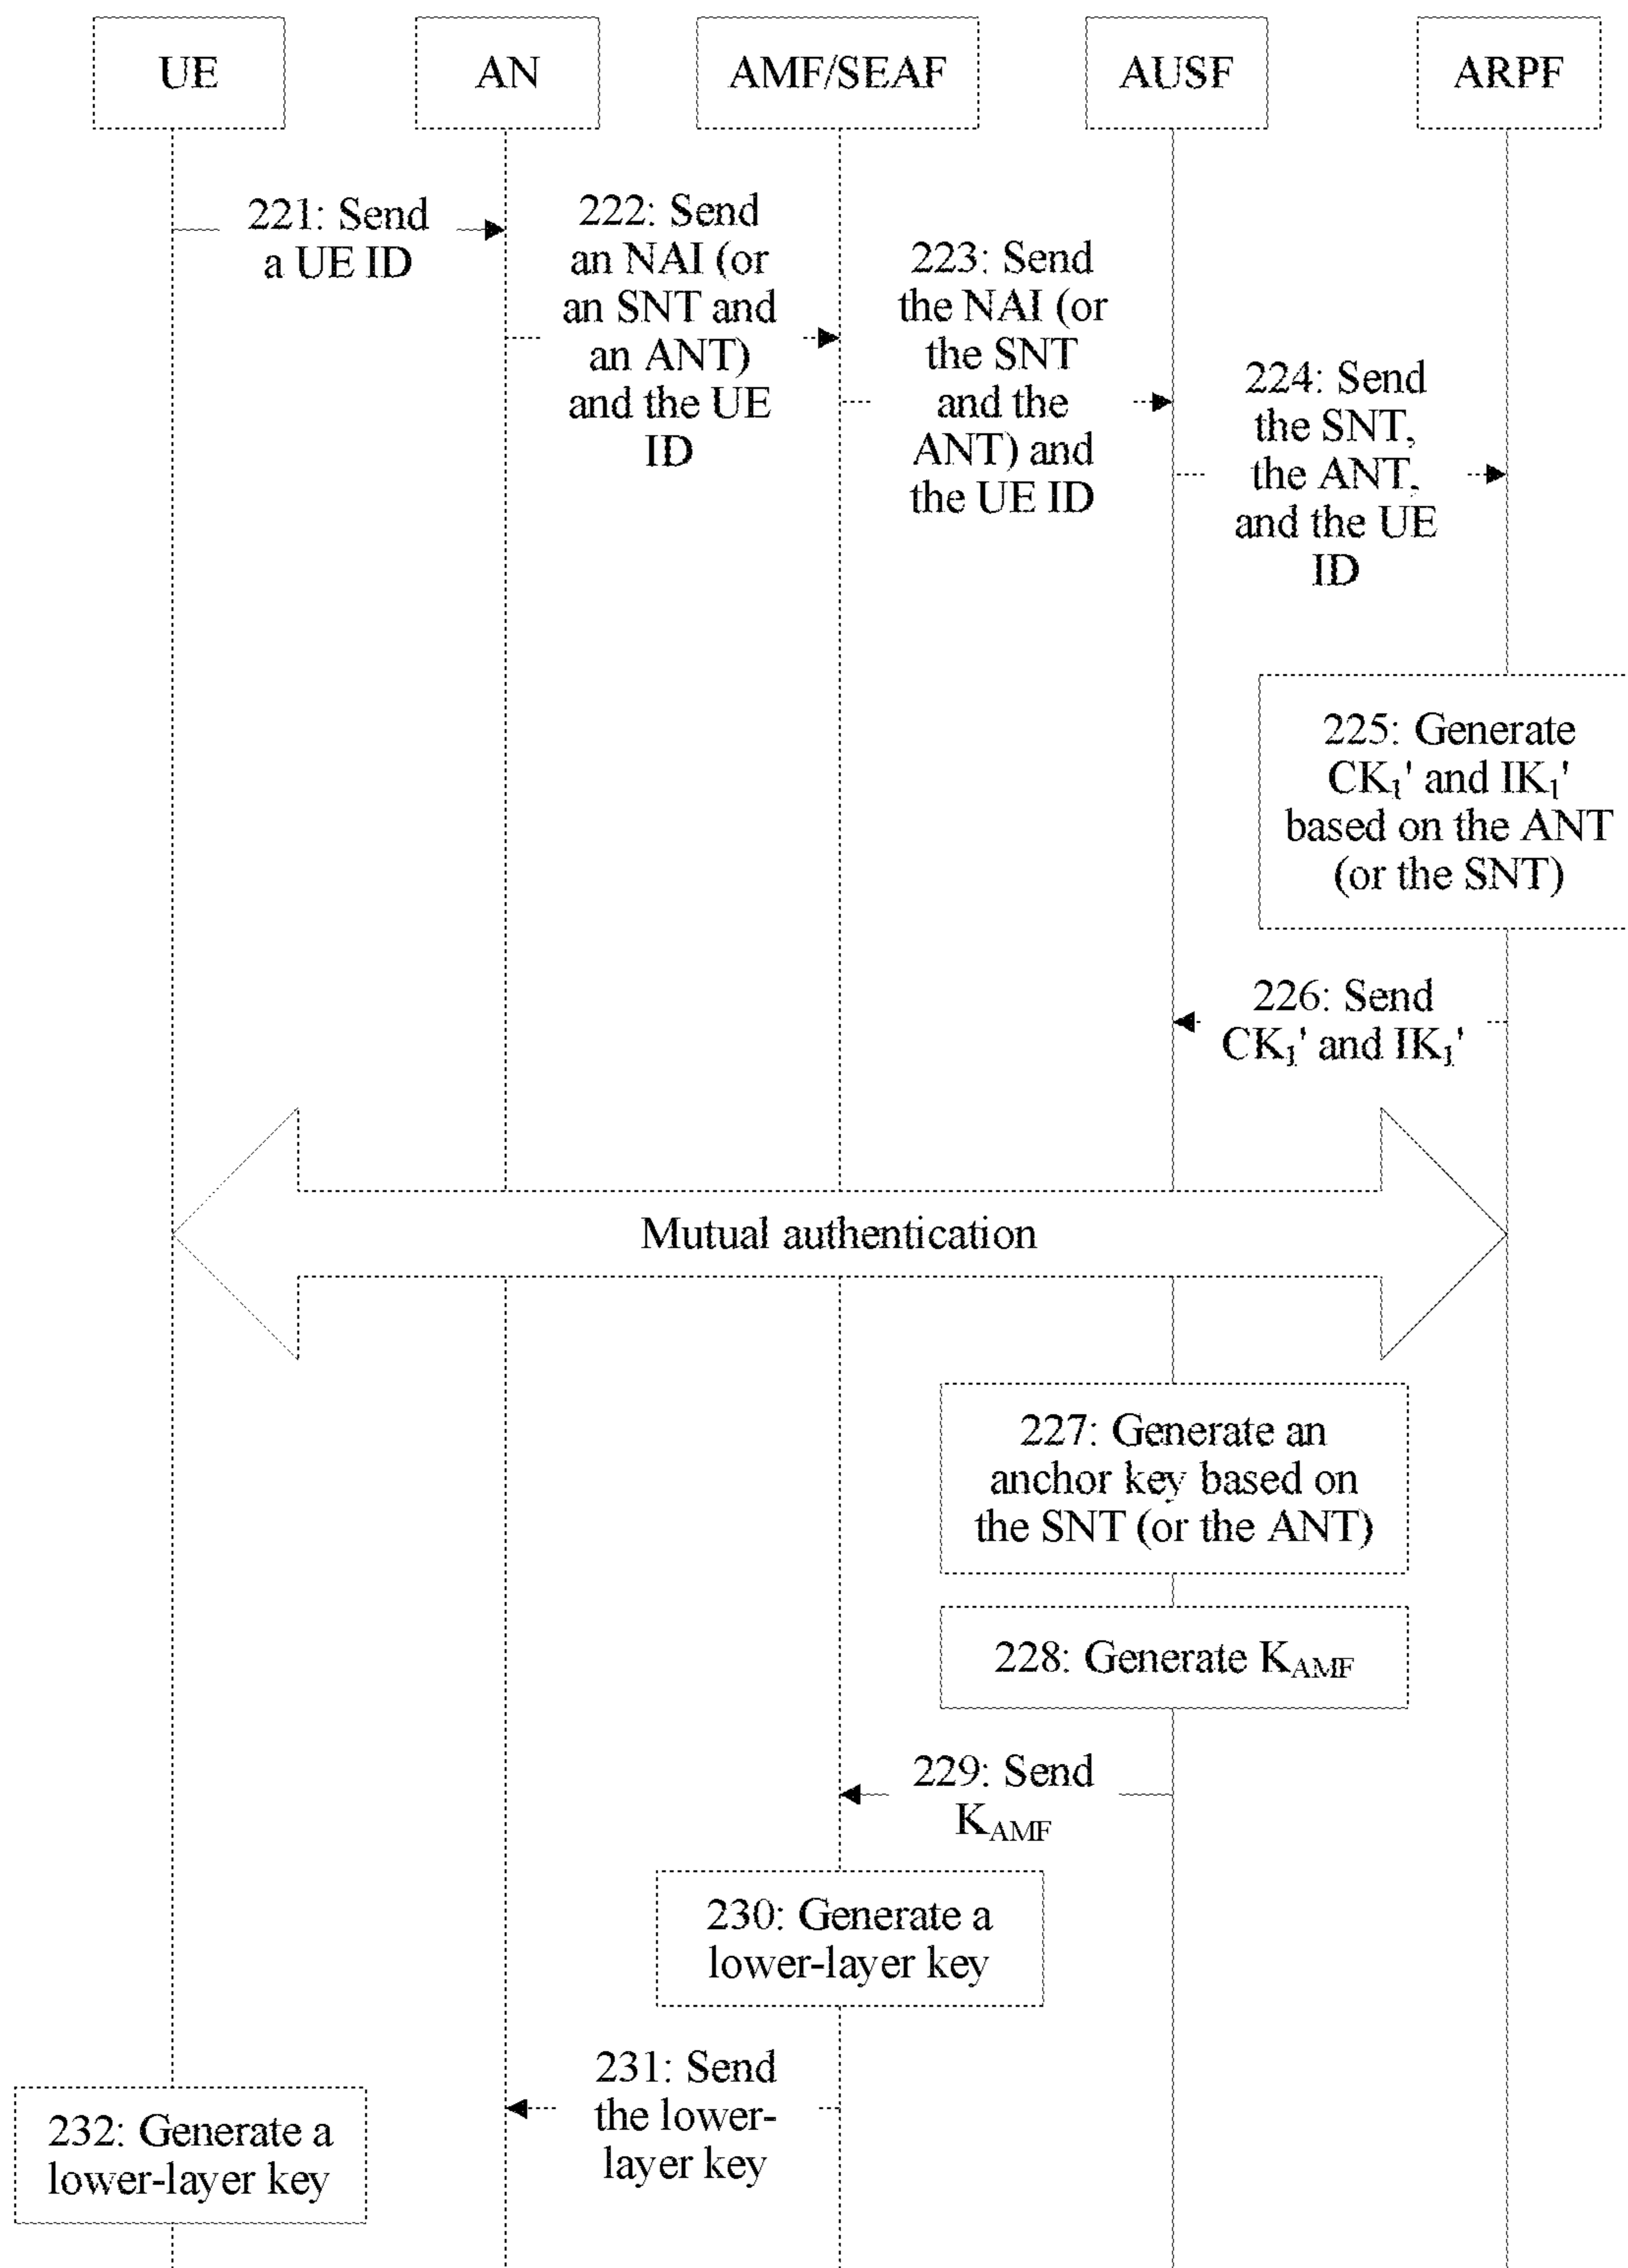 UE
AN
AMF/SEAF
AUSF
ARPF
221: Send
a UE ID
222: Send
an NAI (or
an SNT and
an ANT)
and the UE
ID
223: Send
the NAI (or
the SNT
and the
ANT) and
the UE ID
224: Send
the SNT,
the ANT,
and the UE
ID
225: Generate
CK₁' and IK₁'
based on the ANT
(or the SNT)
226: Send
CK₁' and IK₁'
Mutual authentication
227: Generate an
anchor key based on
the SNT (or the ANT)
228: Generate K_AMF
229: Send
K_AMF
230: Generate a
lower-layer key
231: Send
the lower-
layer key
232: Generate a
lower-layer key